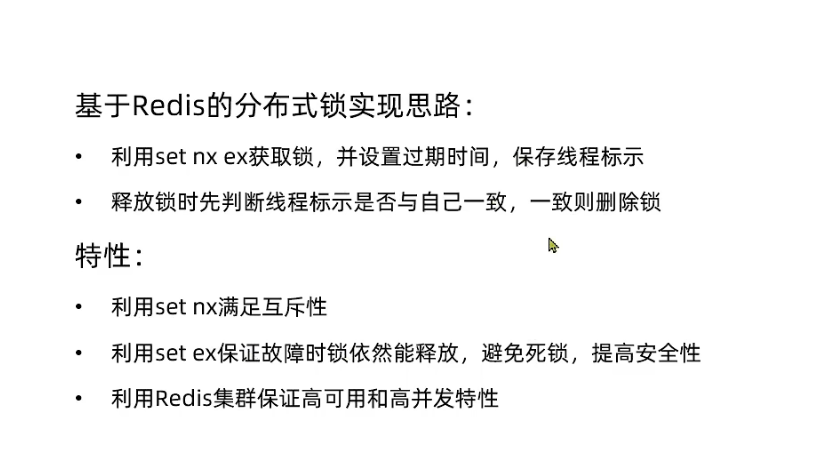 基于Redis的分布式锁实现思路：
• 利用set nx ex获取锁，并设置过期时间，保存线程标示
• 释放锁时先判断线程标示是否与自己一致，一致则删除锁
特性：
• 利用set nx满足互斥性
• 利用set ex保证故障时锁依然能释放，避免死锁，提高安全性
• 利用Redis集群保证高可用和高并发特性